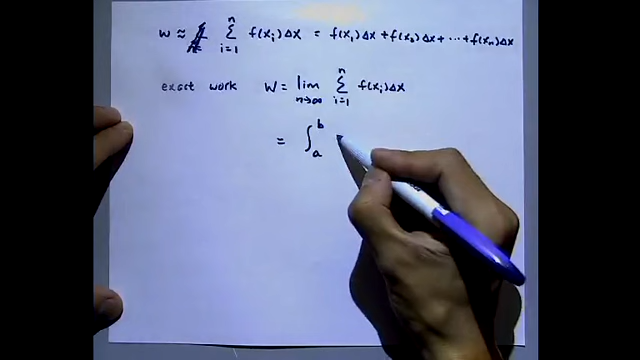 W ≈ Σ_{i=1}^{n} f(x_i)Δx = f(x_1)Δx + f(x_2)Δx + ⋯ + f(x_n)Δx
exact work W = lim_{n→∞} Σ_{i=1}^{n} f(x_i)Δx
= ∫_a^b